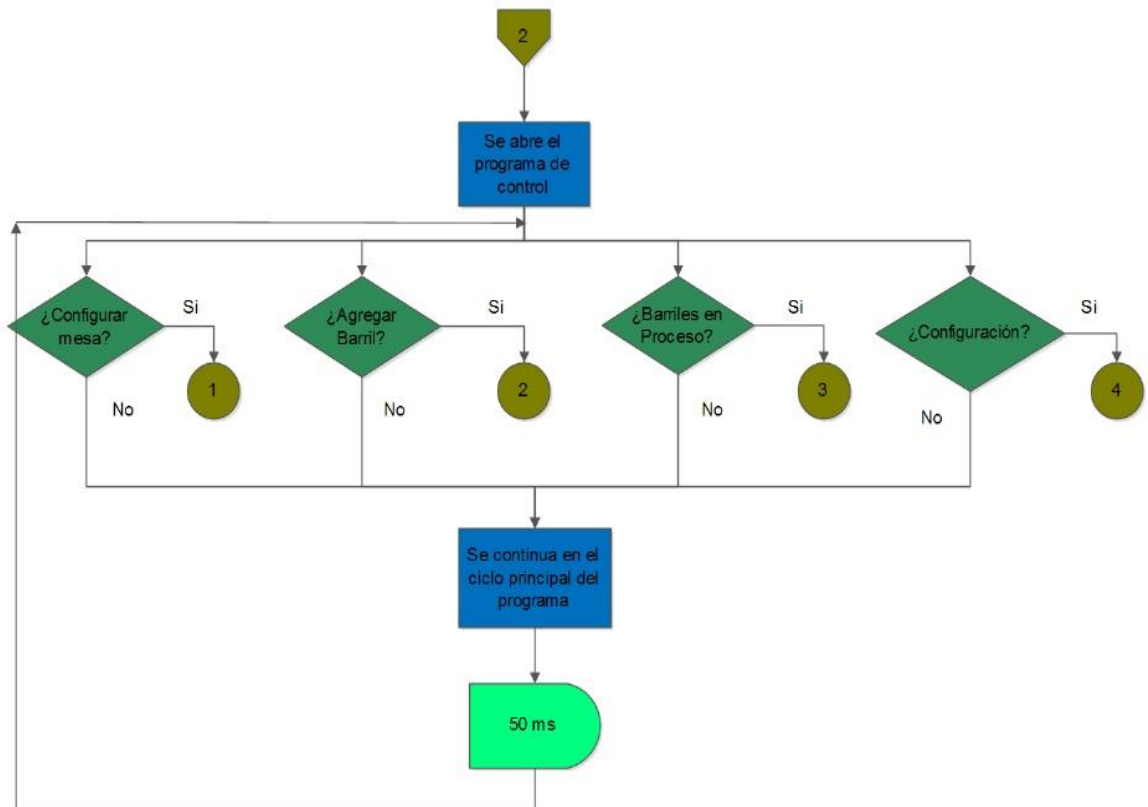 2
Se abre el
programa de
control
¿Configurar
mesa?
Si
¿Agregar
Barril?
Si
¿Barriles en
Proceso?
Si
¿Configuración?
Si
1
2
3
4
No
No
No
No
Se continua en el
ciclo principal del
programa
50 ms